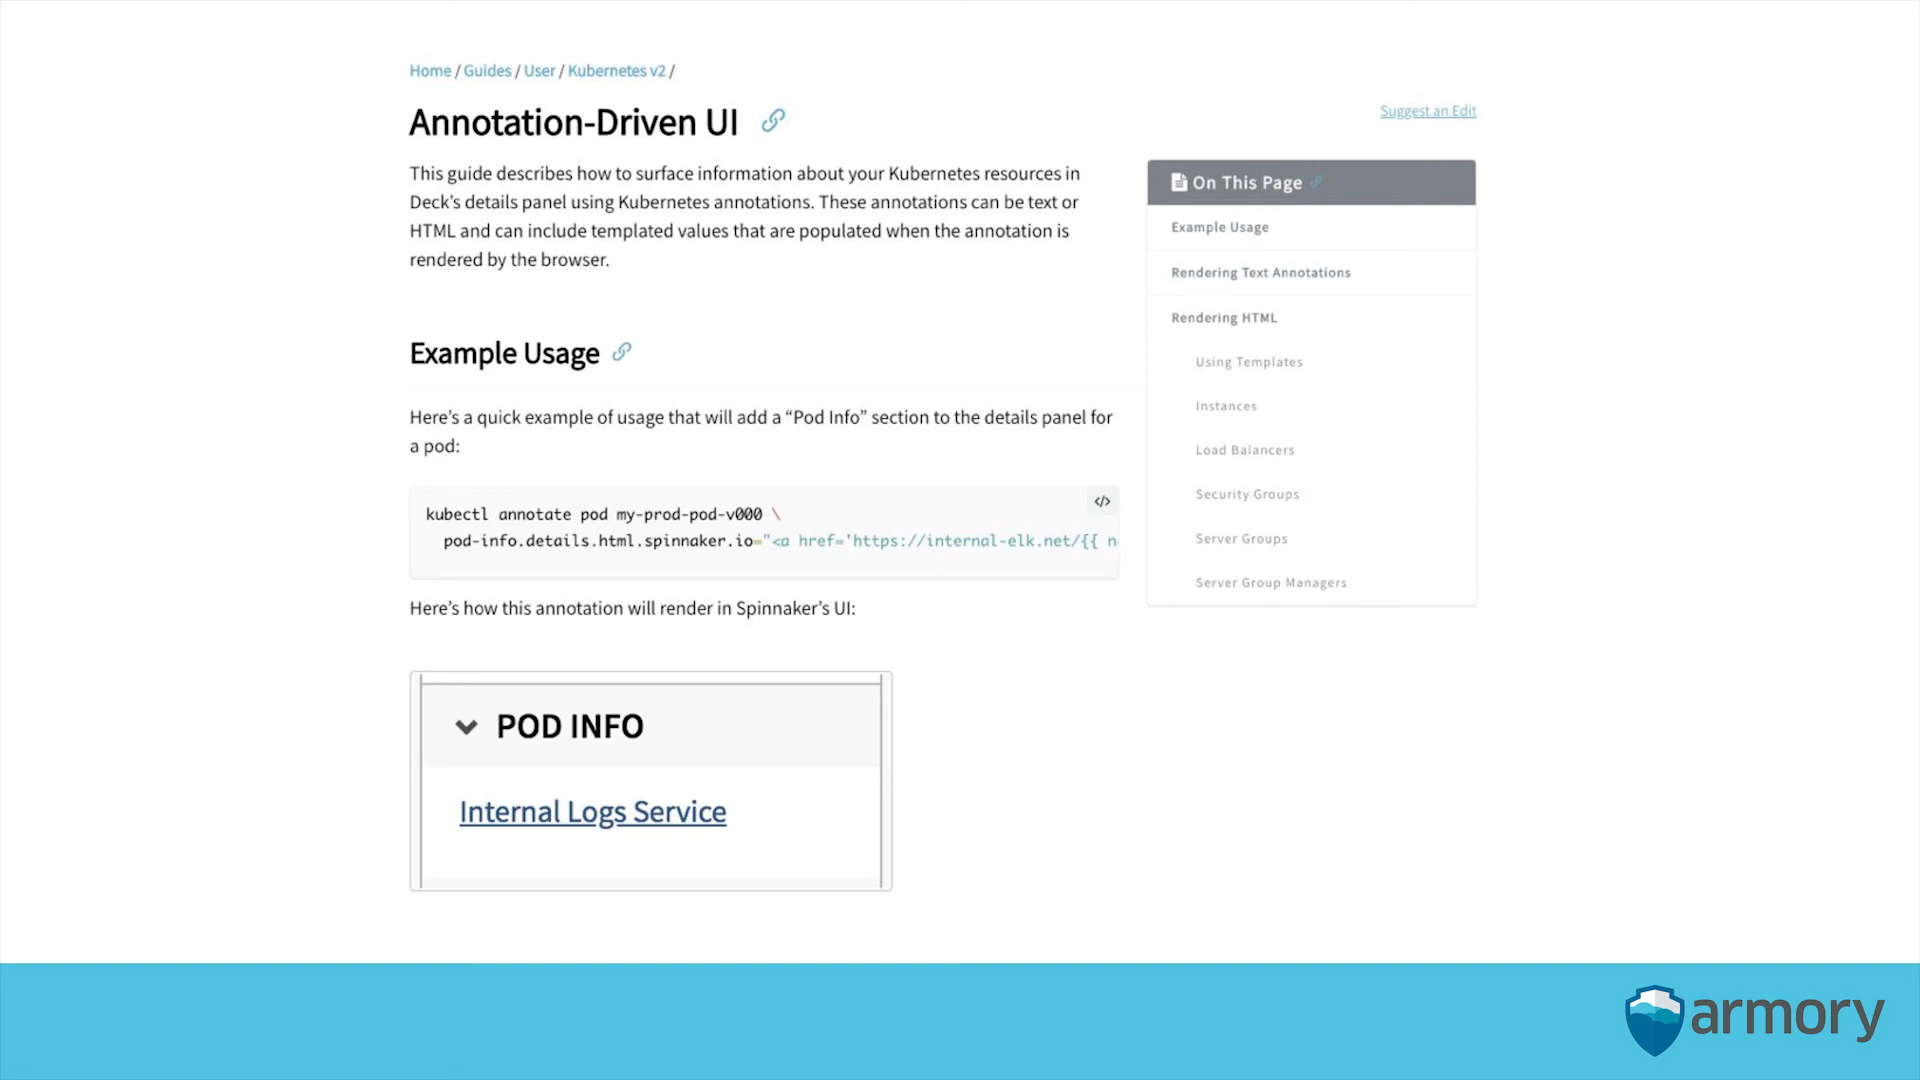 Home / Guides / User / Kubernetes v2 /
Annotation-Driven UI
Suggest an Edit
This guide describes how to surface information about your Kubernetes resources in
Deck’s details panel using Kubernetes annotations. These annotations can be text or
HTML and can include templated values that are populated when the annotation is
rendered by the browser.
Example Usage
Here’s a quick example of usage that will add a “Pod Info” section to the details panel for
a pod:
</>
kubectl annotate pod my-prod-pod-v000 \
pod-info.details.html.spinnaker.io="<a href='https://internal-elk.net/{{ n
Here’s how this annotation will render in Spinnaker’s UI:
POD INFO
Internal Logs Service
On This Page
Example Usage
Rendering Text Annotations
Rendering HTML
Using Templates
Instances
Load Balancers
Security Groups
Server Groups
Server Group Managers
armory